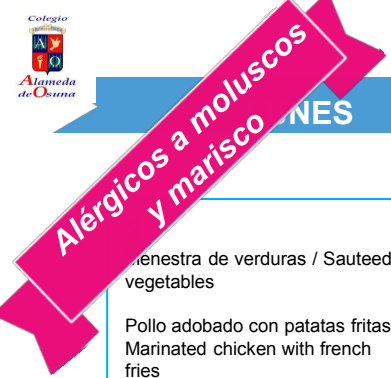 Colegio
A
Alameda
de Osuna
NES
Alérgicos a moluscos
y marisco
enestra de verduras / Sauteed
vegetables
Pollo adobado con patatas fritas
Marinated chicken with french
fries